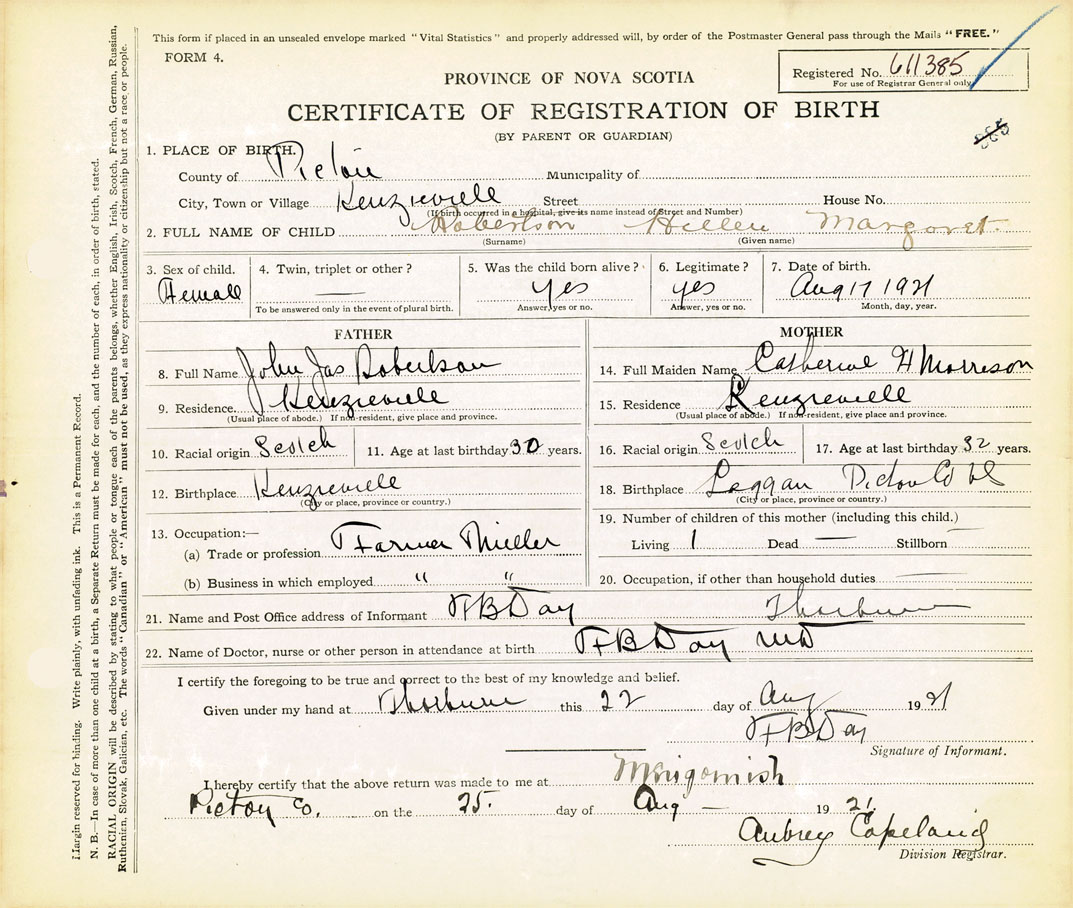 This form if placed in an unsealed envelope marked "Vital Statistics" and properly addressed will, by order of the Postmaster General pass through the Mails "FREE."
FORM 4.
Registered No. 611385
For use of Registrar General only
PROVINCE OF NOVA SCOTIA
CERTIFICATE OF REGISTRATION OF BIRTH
(BY PARENT OR GUARDIAN)
385
1. PLACE OF BIRTH.
County of Pictou Municipality of
City, Town or Village Kenzieville Street House No.
(If birth occurred in a hospital, give its name instead of Street and Number)
2. FULL NAME OF CHILD Robertson Hellen Margaret
(Surname) (Given name)
3. Sex of child. 4. Twin, triplet or other? 5. Was the child born alive? 6. Legitimate? 7. Date of birth.
Female — yes yes Aug 17 1921
To be answered only in the event of plural birth. Answer, yes or no. Answer, yes or no. Month, day, year.
FATHER
8. Full Name John Jas Robertson
9. Residence. Kenzieville
(Usual place of abode.) If non-resident, give place and province.
10. Racial origin Scotch 11. Age at last birthday 30 years.
12. Birthplace Kenzieville
(City or place, province or country.)
13. Occupation:—
(a) Trade or profession Farmer Miller
(b) Business in which employed " "
MOTHER
14. Full Maiden Name Catherine H Morrison
15. Residence Kenzieville
(Usual place of abode.) If non-resident, give place and province.
16. Racial origin Scotch 17. Age at last birthday 32 years.
18. Birthplace Leggan Pictou Co NS
(City or place, province or country.)
19. Number of children of this mother (including this child.)
Living 1 Dead — Stillborn
20. Occupation, if other than household duties —
21. Name and Post Office address of Informant FB Day Thorburn
22. Name of Doctor, nurse or other person in attendance at birth FB Day MD
I certify the foregoing to be true and correct to the best of my knowledge and belief.
Given under my hand at Thorburn this 22 day of Aug 1921
FB Day
Signature of Informant.
I hereby certify that the above return was made to me at Merigomish
Pictou Co. on the 25. day of Aug — 1921.
Aubrey Copeland
Division Registrar.
Margin reserved for binding. Write plainly, with unfading ink. This is a Permanent Record.
N. B.—In case of more than one child at a birth, a Separate Return must be made for each, and the number of each, in order of birth, stated.
RACIAL ORIGIN will be described by stating to what people or tongue each of the parents belongs, whether English, Irish, Scotch, French, German, Russian,
Ruthenian, Slovak, Galician, etc. The words "Canadian" or "American" must not be used, as they express nationality or citizenship but not a race or people.